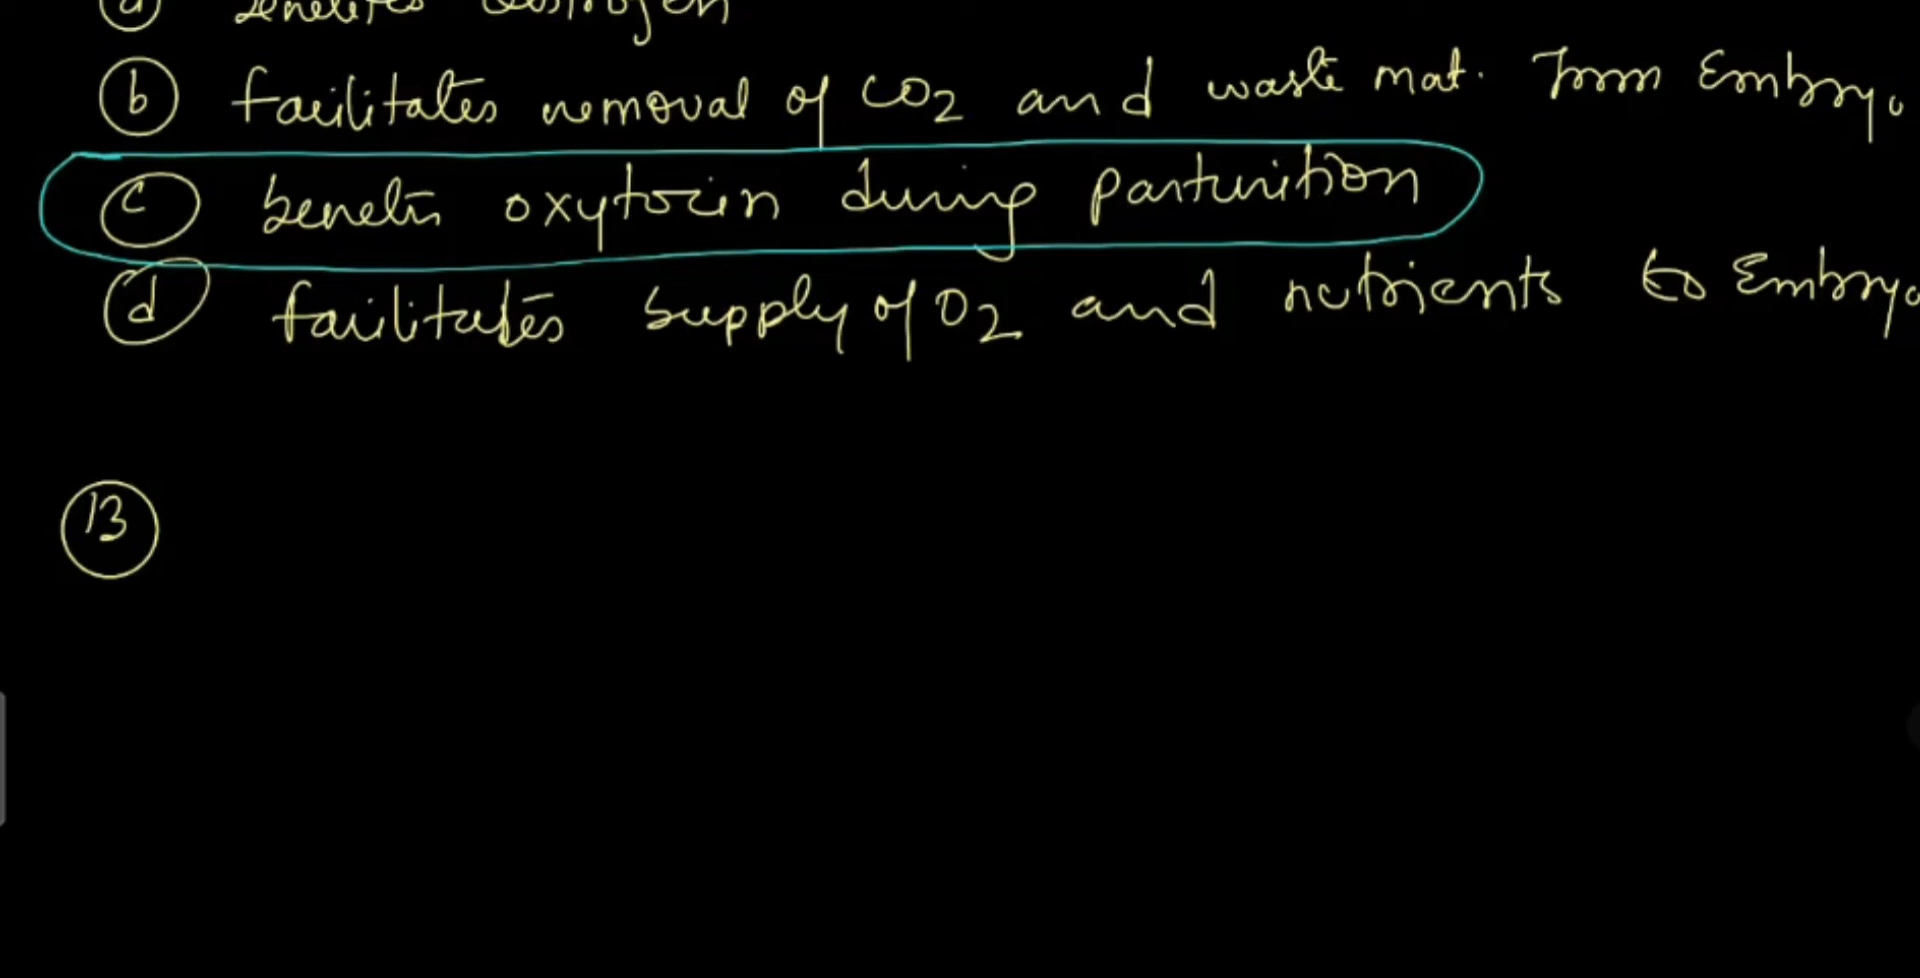 (a)
(b) facilitates removal of CO2 and waste mat. from Embryo
(c) oxytocin during parturition
(d) facilitates supply of O2 and nutrients to Embryo
(13)